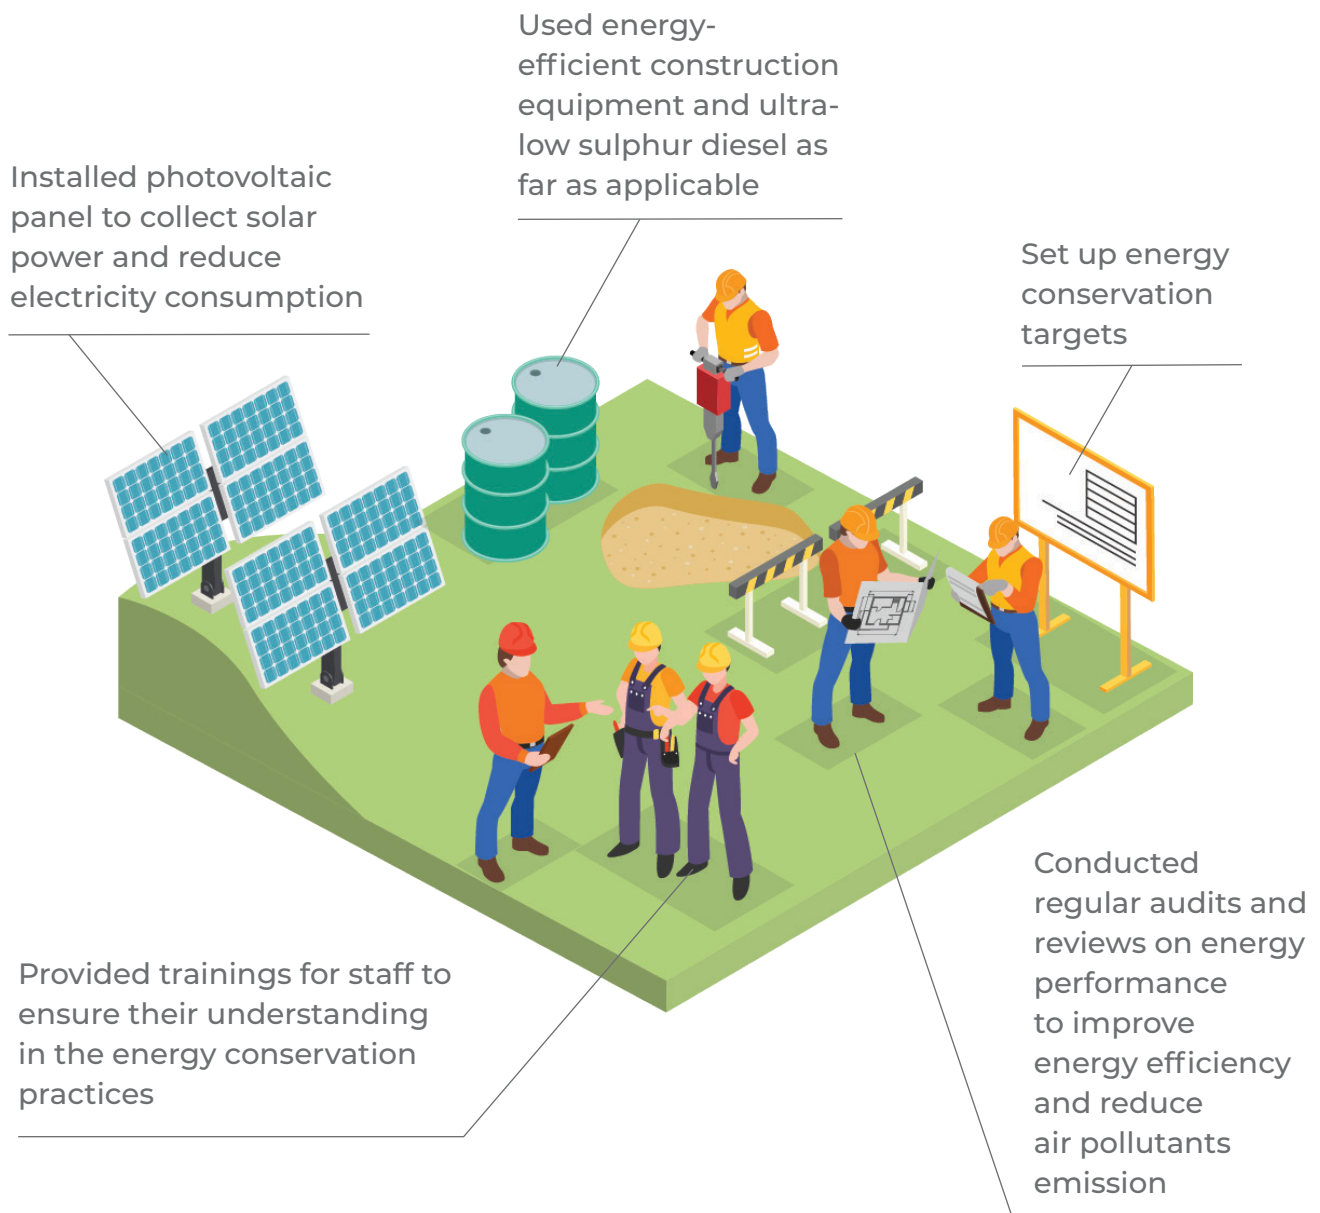 Used energy-
efficient construction
equipment and ultra-
low sulphur diesel as
far as applicable
Installed photovoltaic
panel to collect solar
power and reduce
electricity consumption
Set up energy
conservation
targets
Conducted
regular audits and
reviews on energy
performance
to improve
energy efficiency
and reduce
air pollutants
emission
Provided trainings for staff to
ensure their understanding
in the energy conservation
practices